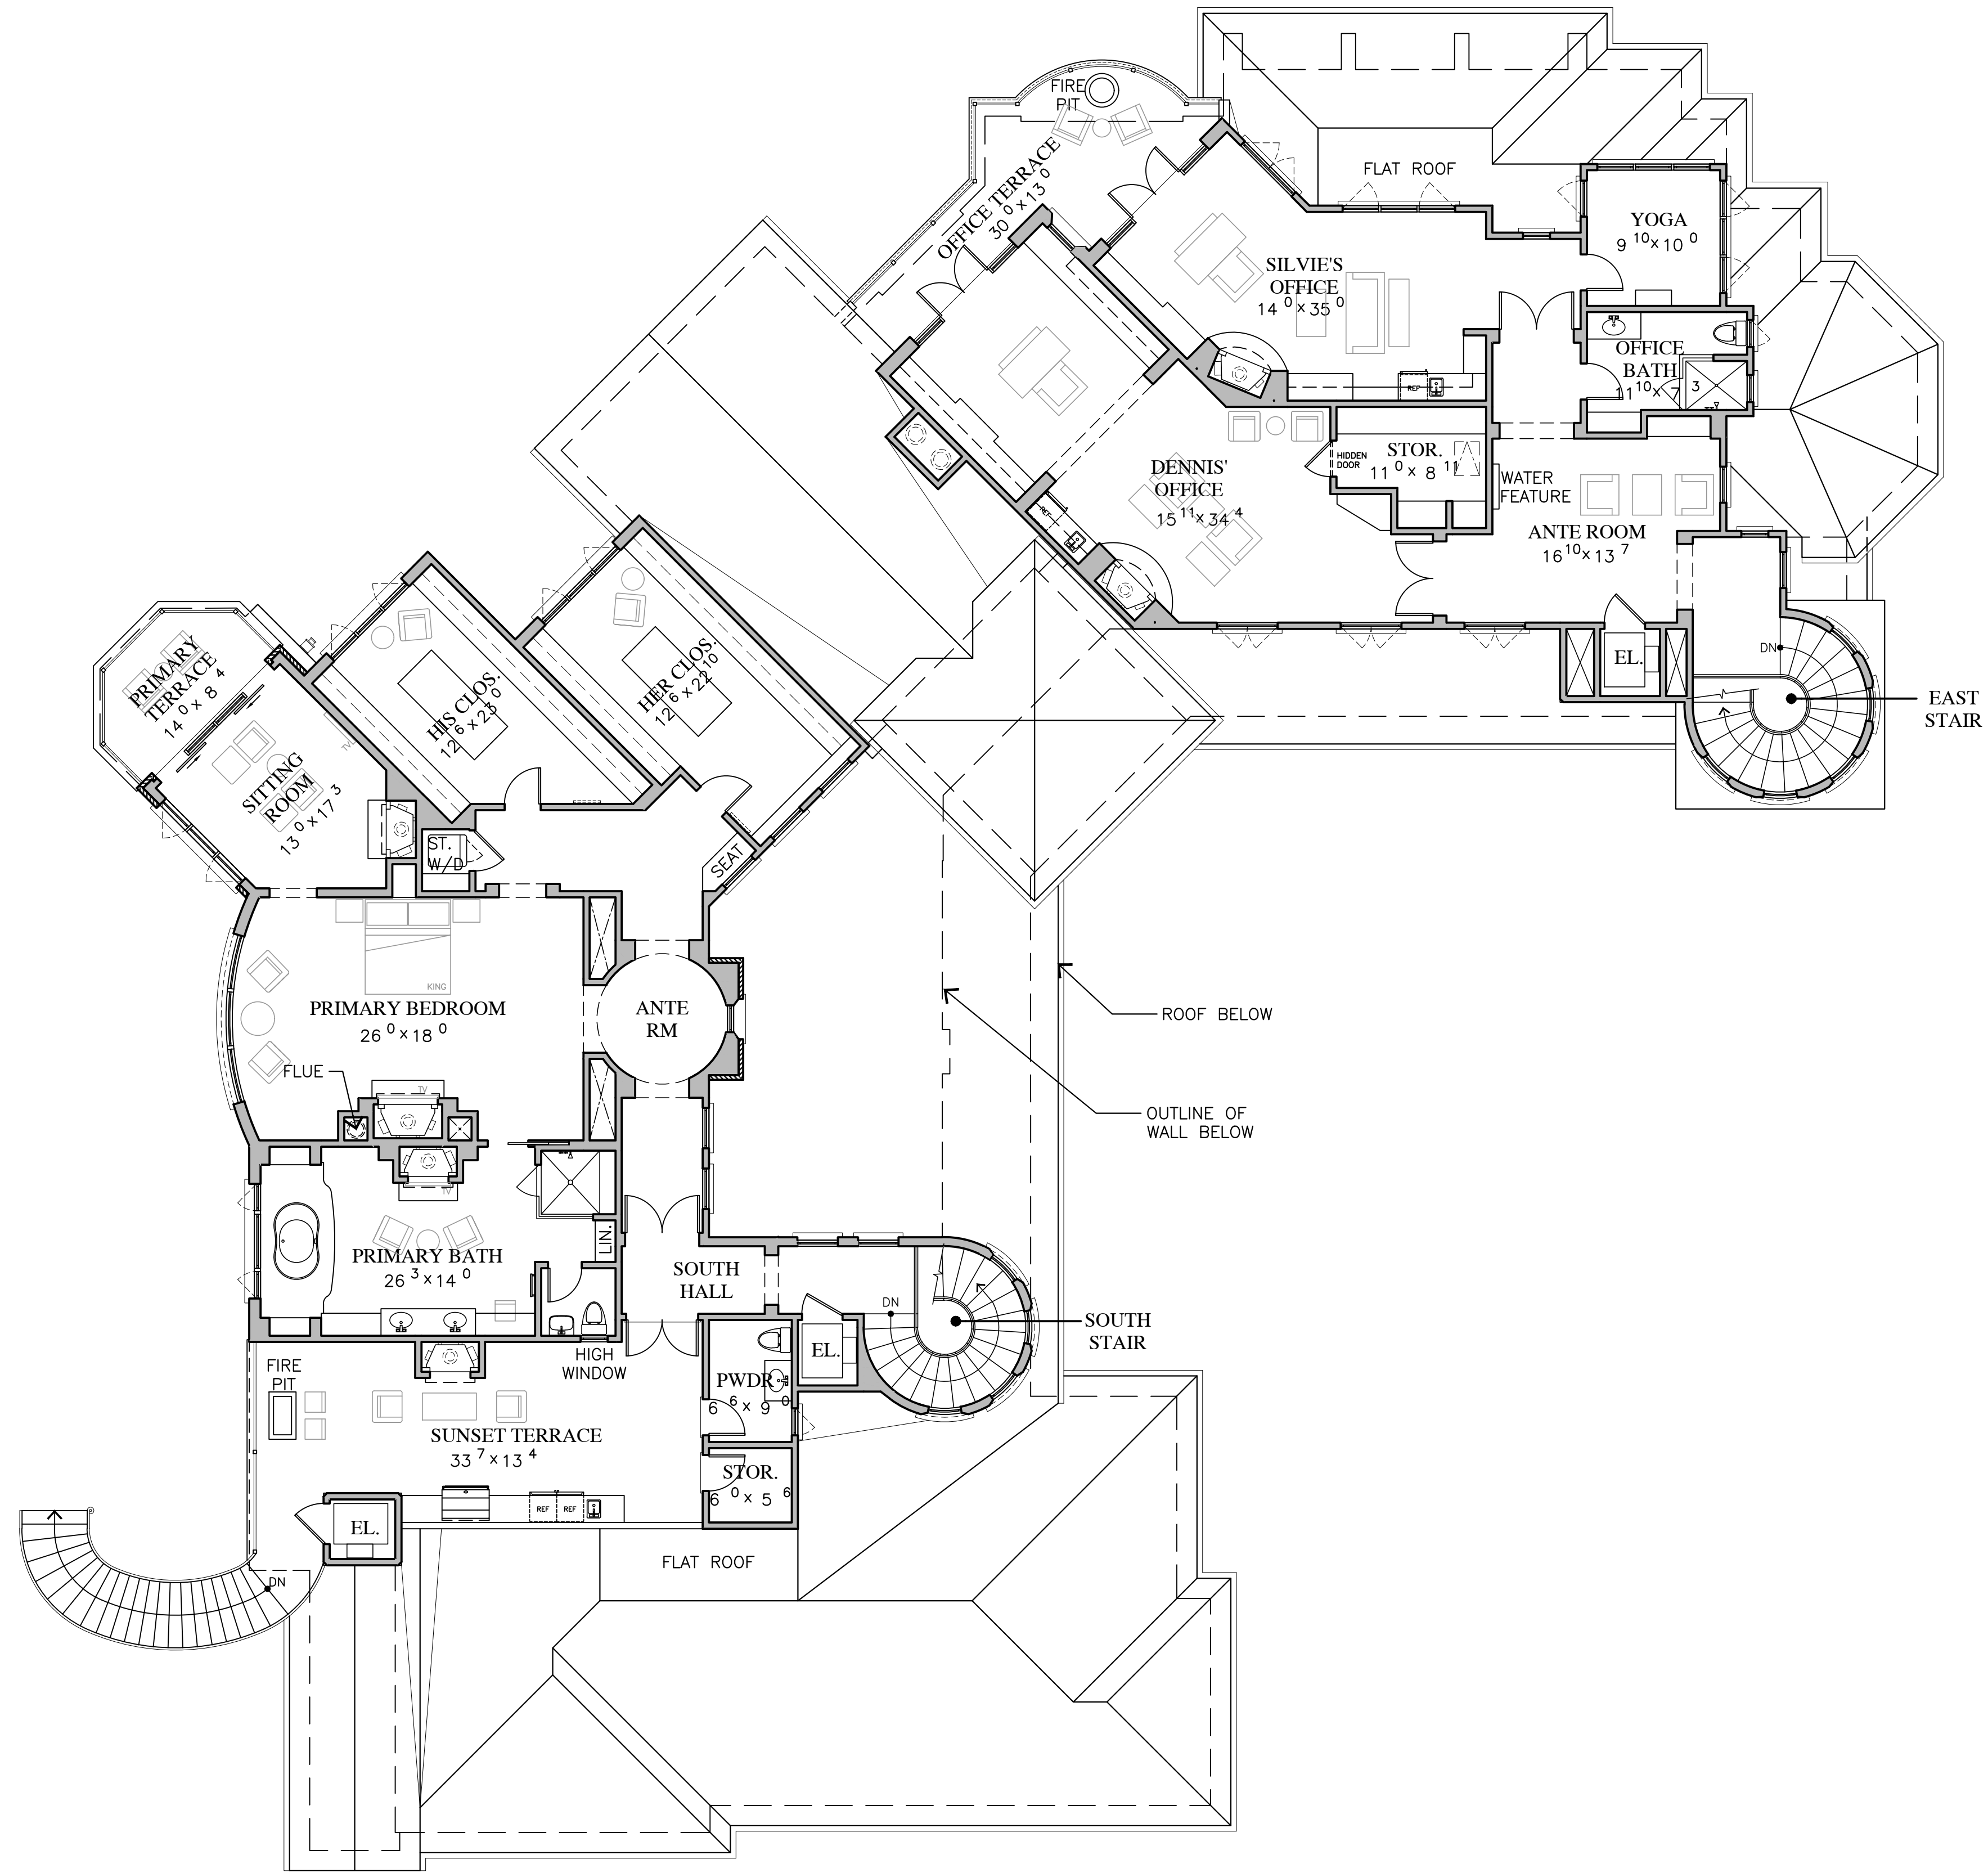 FIRE
PIT
OFFICE TERRACE
30 0 x 13 0
FLAT ROOF
YOGA
9 10 x 10 0
SILVIE'S
OFFICE
14 0 x 35 0
OFFICE
BATH
11 10 x 7 3
REF
DENNIS'
OFFICE
15 11 x 34 4
HIDDEN
DOOR
STOR.
11 0 x 8 11
WATER
FEATURE
ANTE ROOM
16 10 x 13 7
REF
EL.
DN
EAST
STAIR
PRIMARY
TERRACE
14 0 x 8 4
SITTING
ROOM
13 0 x 17 3
TV
HIS CLOS.
12 6 x 23 0
HER CLOS.
12 6 x 22 10
ST.
W/D
SEAT
KING
PRIMARY BEDROOM
26 0 x 18 0
ANTE
RM
FLUE
TV
TV
ROOF BELOW
OUTLINE OF
WALL BELOW
PRIMARY BATH
26 3 x 14 0
LIN.
SOUTH
HALL
DN
SOUTH
STAIR
EL.
HIGH
WINDOW
PWDR
6 6 x 9 0
FIRE
PIT
SUNSET TERRACE
33 7 x 13 4
STOR.
6 0 x 5 6
REF REF
EL.
FLAT ROOF
DN